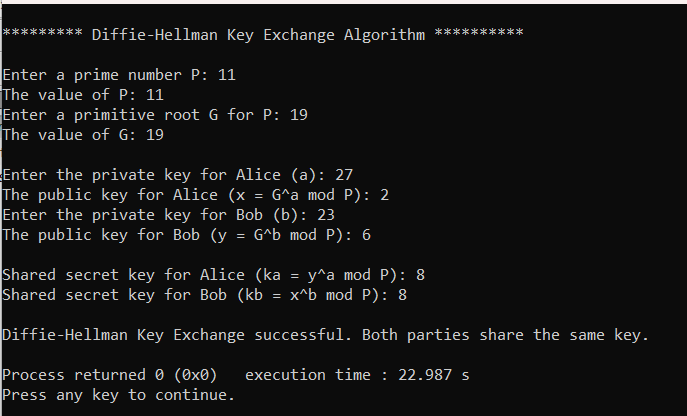 ********* Diffie-Hellman Key Exchange Algorithm **********
Enter a prime number P: 11
The value of P: 11
Enter a primitive root G for P: 19
The value of G: 19
Enter the private key for Alice (a): 27
The public key for Alice (x = G^a mod P): 2
Enter the private key for Bob (b): 23
The public key for Bob (y = G^b mod P): 6
Shared secret key for Alice (ka = y^a mod P): 8
Shared secret key for Bob (kb = x^b mod P): 8
Diffie-Hellman Key Exchange successful. Both parties share the same key.
Process returned 0 (0x0)   execution time : 22.987 s
Press any key to continue.